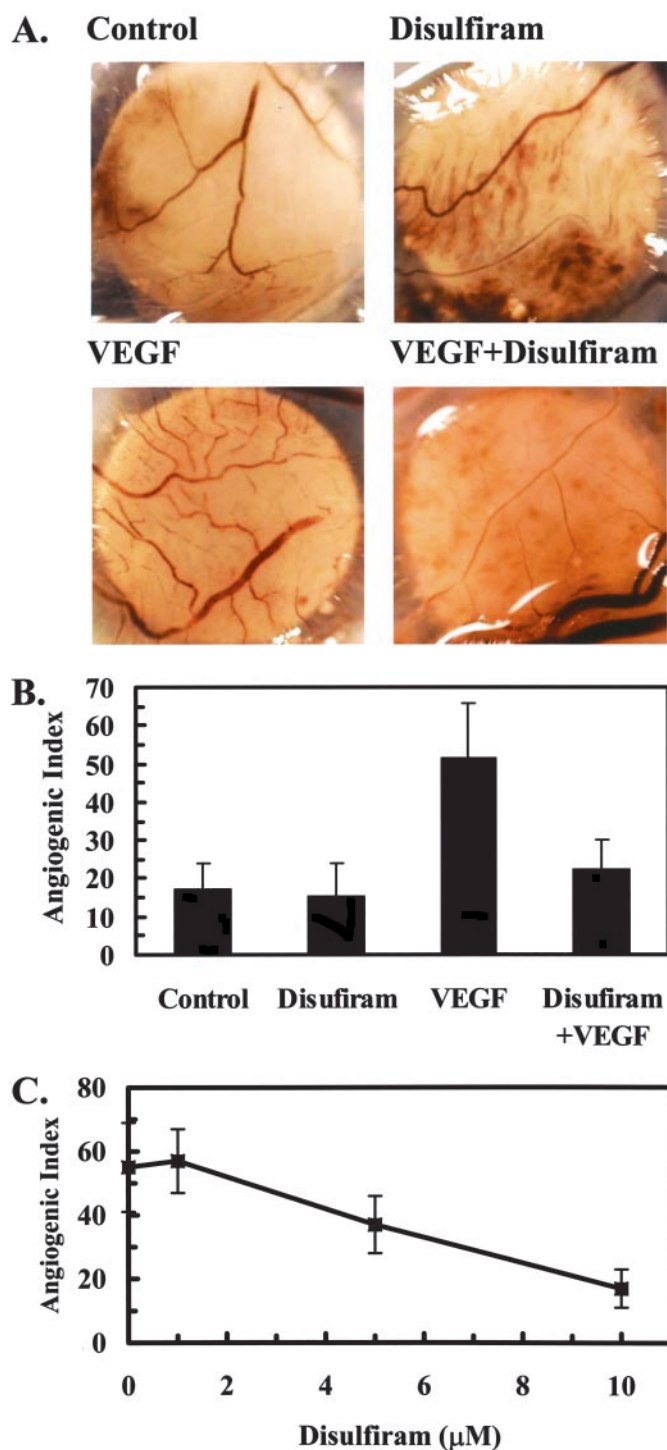 A. Control Disulfiram
VEGF VEGF+Disulfiram
B.
Angiogenic Index
70
60
50
40
30
20
10
0
Control Disufiram VEGF Disufiram
+VEGF
C.
Angiogenic Index
80
60
40
20
0
0 2 4 6 8 10
Disulfiram (μM)